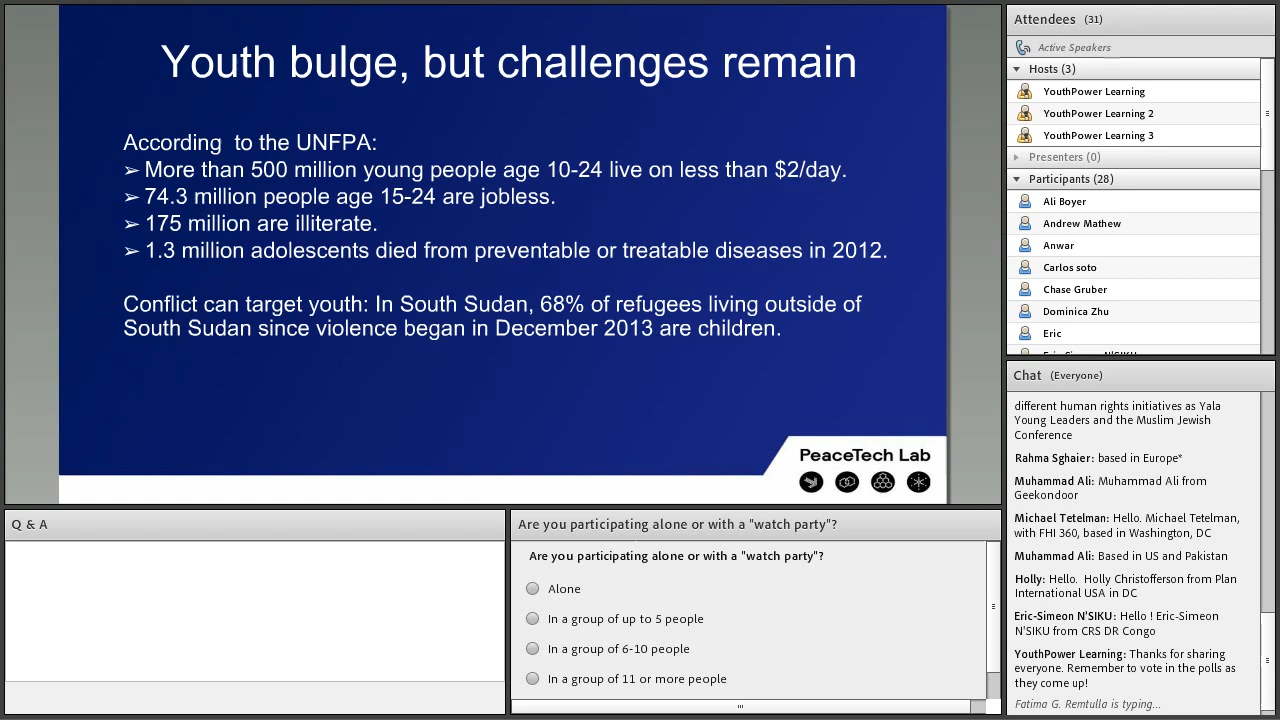 Youth bulge, but challenges remain
According  to the UNFPA:
➢ More than 500 million young people age 10-24 live on less than $2/day.
➢ 74.3 million people age 15-24 are jobless.
➢ 175 million are illiterate.
➢ 1.3 million adolescents died from preventable or treatable diseases in 2012.
Conflict can target youth: In South Sudan, 68% of refugees living outside of
South Sudan since violence began in December 2013 are children.
PeaceTech Lab
Q & A
Are you participating alone or with a "watch party"?
Are you participating alone or with a "watch party"?
Alone
In a group of up to 5 people
In a group of 6-10 people
In a group of 11 or more people
Attendees (31)
Active Speakers
Hosts (3)
YouthPower Learning
YouthPower Learning 2
YouthPower Learning 3
Presenters (0)
Participants (28)
Ali Boyer
Andrew Mathew
Anwar
Carlos soto
Chase Gruber
Dominica Zhu
Eric
Eric-Simeon N'SIKU
Chat (Everyone)
different human rights initiatives as Yala
Young Leaders and the Muslim Jewish
Conference
Rahma Sghaier: based in Europe*
Muhammad Ali: Muhammad Ali from
Geekondoor
Michael Tetelman: Hello. Michael Tetelman,
with FHI 360, based in Washington, DC
Muhammad Ali: Based in US and Pakistan
Holly: Hello.  Holly Christofferson from Plan
International USA in DC
Eric-Simeon N'SIKU: Hello ! Eric-Simeon
N'SIKU from CRS DR Congo
YouthPower Learning: Thanks for sharing
everyone. Remember to vote in the polls as
they come up!
Fatima G. Remtulla is typing...